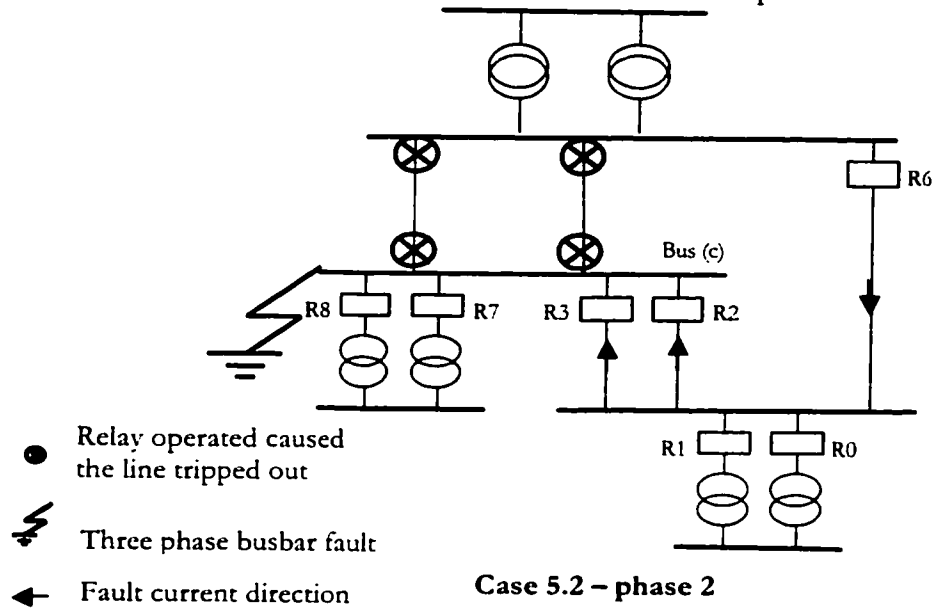 R6
Bus (c)
R8
R7
R3
R2
R1
R0
Relay operated caused
the line tripped out
Three phase busbar fault
Fault current direction
Case 5.2 – phase 2